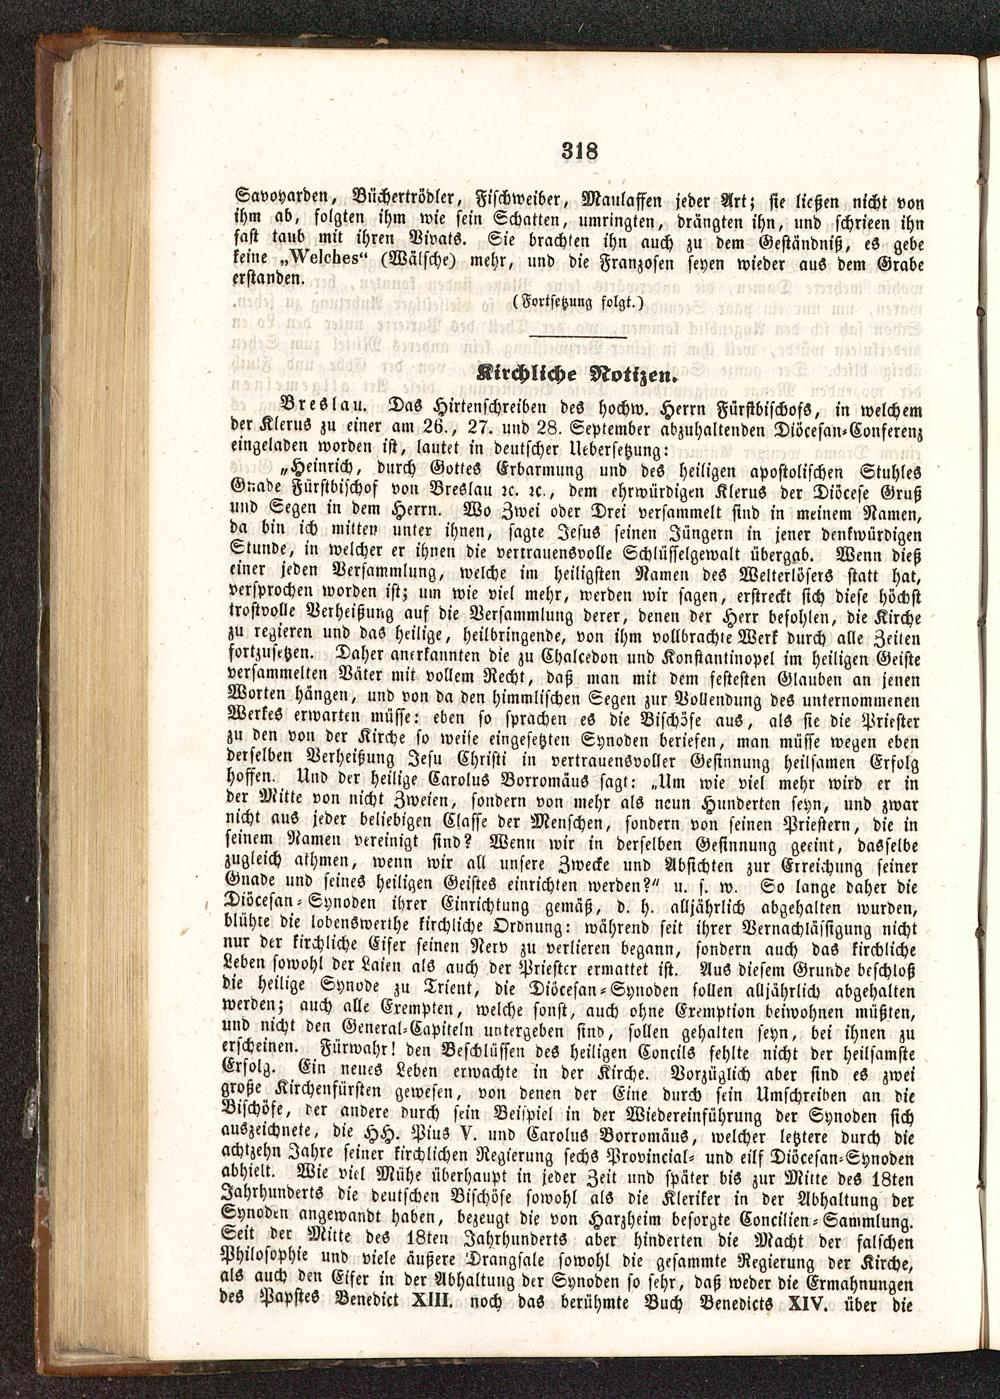 318
Savoyarden, Büchertrödler, Fischweiber, Maulaffen jeder Art; sie ließen nicht von
ihm ab, folgten ihm wie sein Schatten, umringten, drängten ihn, und schrieen ihn
fast taub mit ihren Vivats. Sie brachten ihn auch zu dem Geständniß, es gebe
keine „Welches“ (Wälsche) mehr, und die Franzosen seyen wieder aus dem Grabe
erstanden.
(Fortsetzung folgt.)
Kirchliche Notizen.
Breslau. Das Hirtenschreiben des hochw. Herrn Fürstbischofs, in welchem
der Klerus zu einer am 26., 27. und 28. September abzuhaltenden Diöcesan-Conferenz
eingeladen worden ist, lautet in deutscher Uebersetzung:
„Heinrich, durch Gottes Erbarmung und des heiligen apostolischen Stuhles
Gnade Fürstbischof von Breslau ꝛc. ꝛc., dem ehrwürdigen Klerus der Diöcese Gruß
und Segen in dem Herrn. Wo Zwei oder Drei versammelt sind in meinem Namen,
da bin ich mitten unter ihnen, sagte Jesus seinen Jüngern in jener denkwürdigen
Stunde, in welcher er ihnen die vertrauensvolle Schlüsselgewalt übergab. Wenn dieß
einer jeden Versammlung, welche im heiligsten Namen des Welterlösers statt hat,
versprochen worden ist; um wie viel mehr, werden wir sagen, erstreckt sich diese höchst
trostvolle Verheißung auf die Versammlung derer, denen der Herr befohlen, die Kirche
zu regieren und das heilige, heilbringende, von ihm vollbrachte Werk durch alle Zeiten
fortzusetzen. Daher anerkannten die zu Chalcedon und Konstantinopel im heiligen Geiste
versammelten Väter mit vollem Recht, daß man mit dem festesten Glauben an jenen
Worten hängen, und von da den himmlischen Segen zur Vollendung des unternommenen
Werkes erwarten müsse: eben so sprachen es die Bischöfe aus, als sie die Priester
zu den von der Kirche so weise eingesetzten Synoden beriefen, man müsse wegen eben
derselben Verheißung Jesu Christi in vertrauensvoller Gesinnung heilsamen Erfolg
hoffen. Und der heilige Carolus Borromäus sagt: „Um wie viel mehr wird er in
der Mitte von nicht Zweien, sondern von mehr als neun Hunderten seyn, und zwar
nicht aus jeder beliebigen Classe der Menschen, sondern von seinen Priestern, die in
seinem Namen vereinigt sind? Wenn wir in derselben Gesinnung geeint, dasselbe
zugleich athmen, wenn wir all unsere Zwecke und Absichten zur Erreichung seiner
Gnade und seines heiligen Geistes einrichten werden?“ u. s. w. So lange daher die
Diöcesan-Synoden ihrer Einrichtung gemäß, d. h. alljährlich abgehalten wurden,
blühte die lobenswerthe kirchliche Ordnung: während seit ihrer Vernachlässigung nicht
nur der kirchliche Eifer seinen Nerv zu verlieren begann, sondern auch das kirchliche
Leben sowohl der Laien als auch der Priester ermattet ist. Aus diesem Grunde beschloß
die heilige Synode zu Trient, die Diöcesan-Synoden sollen alljährlich abgehalten
werden; auch alle Exempten, welche sonst, auch ohne Exemption beiwohnen müßten,
und nicht den General-Capiteln untergeben sind, sollen gehalten seyn, bei ihnen zu
erscheinen. Fürwahr! den Beschlüssen des heiligen Concils fehlte nicht der heilsamste
Erfolg. Ein neues Leben erwachte in der Kirche. Vorzüglich aber sind es zwei
große Kirchenfürsten gewesen, von denen der Eine durch sein Umschreiben an die
Bischöfe, der andere durch sein Beispiel in der Wiedereinführung der Synoden sich
auszeichnete, die HH. Pius V. und Carolus Borromäus, welcher letztere durch die
achtzehn Jahre seiner kirchlichen Regierung sechs Provincial- und eilf Diöcesan-Synoden
abhielt. Wie viel Mühe überhaupt in jeder Zeit und später bis zur Mitte des 18ten
Jahrhunderts die deutschen Bischöfe sowohl als die Kleriker in der Abhaltung der
Synoden angewandt haben, bezeugt die von Harzheim besorgte Concilien-Sammlung.
Seit der Mitte des 18ten Jahrhunderts aber hinderten die Macht der falschen
Philosophie und viele äußere Drangsale sowohl die gesammte Regierung der Kirche,
als auch den Eifer in der Abhaltung der Synoden so sehr, daß weder die Ermahnungen
des Papstes Benedict XIII. noch das berühmte Buch Benedicts XIV. über die